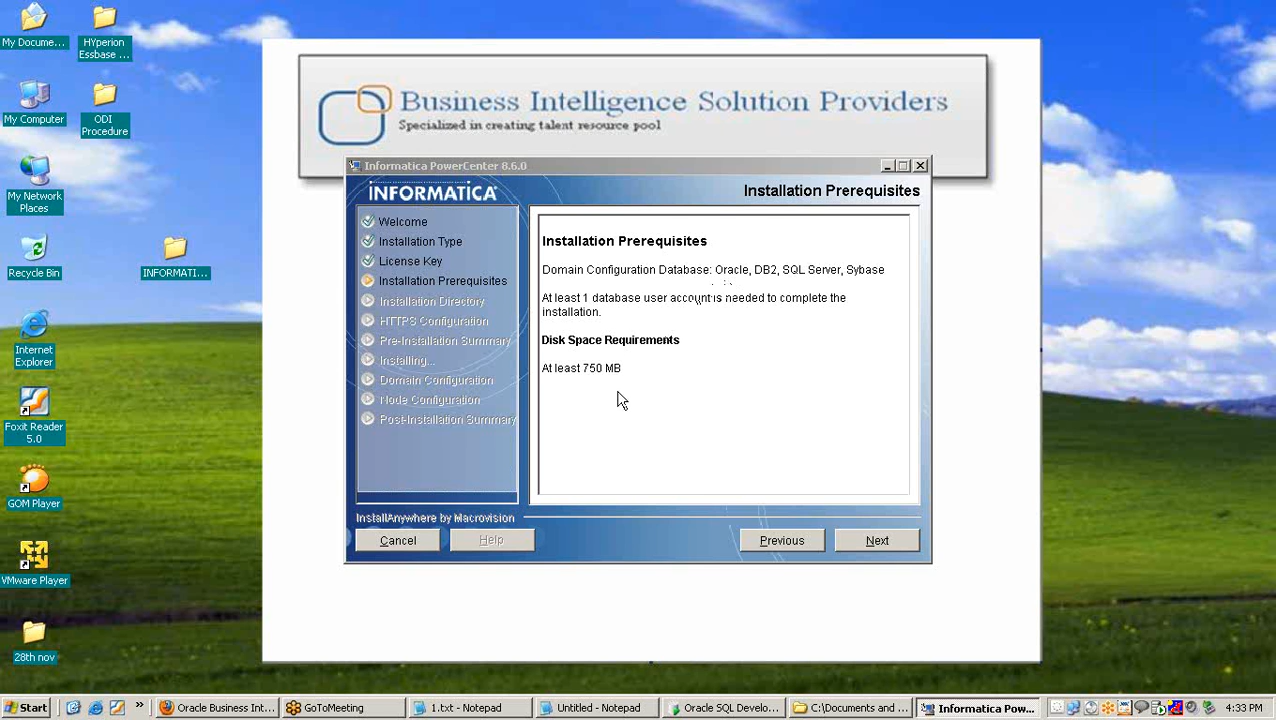 My Docume...
HYperion
Essbase ...
My Computer
ODI
Procedure
My Network
Places
Recycle Bin
INFORMATI...
Internet
Explorer
Foxit Reader
5.0
GOM Player
VMware Player
28th nov
Business Intelligence Solution Providers
Specialized in creating talent resource pool
Informatica PowerCenter 8.6.0
INFORMATICA
Installation Prerequisites
Welcome
Installation Type
License Key
Installation Prerequisites
Installation Directory
HTTPS Configuration
Pre-Installation Summary
Installing...
Domain Configuration
Node Configuration
Post-Installation Summary
Installation Prerequisites
Domain Configuration Database: Oracle, DB2, SQL Server, Sybase
At least 1 database user account is needed to complete the
installation.
Disk Space Requirements
At least 750 MB
InstallAnywhere by Macrovision
Cancel
Help
Previous
Next
Start
»
Oracle Business Int...
GoToMeeting
1.txt - Notepad
Untitled - Notepad
Oracle SQL Develo...
C:\Documents and ...
Informatica Pow...
4:33 PM